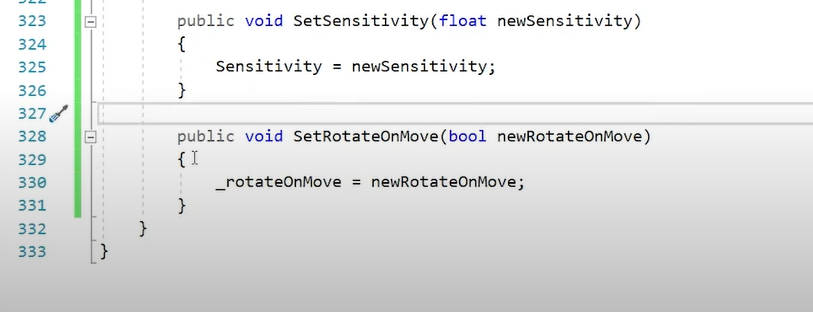 323 public void SetSensitivity(float newSensitivity)
324 {
325 Sensitivity = newSensitivity;
326 }
327
328 public void SetRotateOnMove(bool newRotateOnMove)
329 {
330 _rotateOnMove = newRotateOnMove;
331 }
332 }
333 }